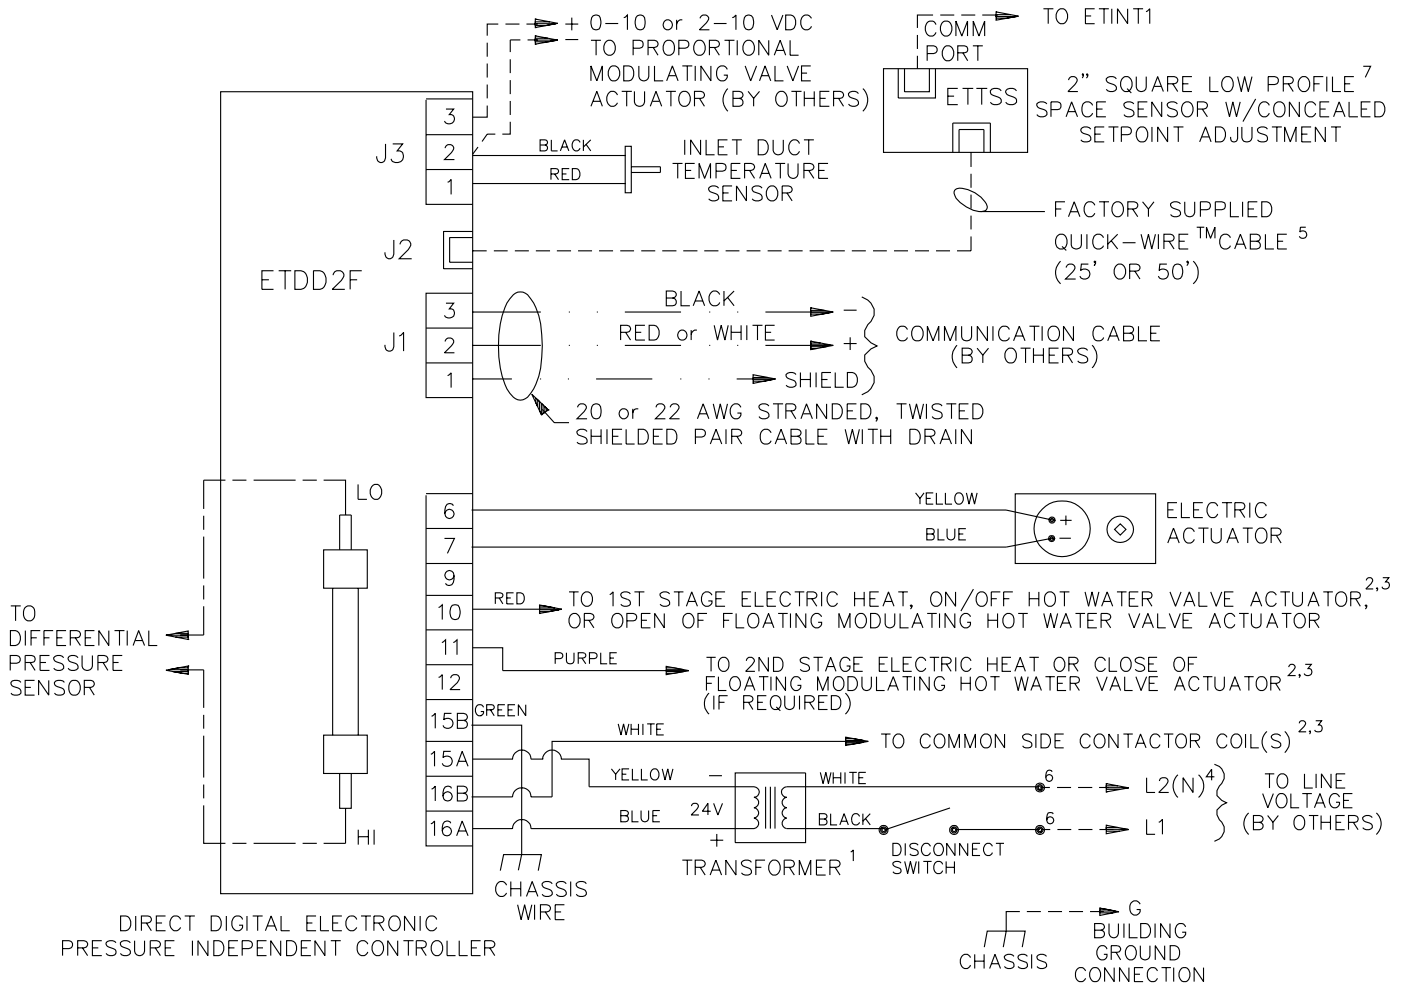 + 0-10 or 2-10 VDC
-
TO PROPORTIONAL
MODULATING VALVE
ACTUATOR (BY OTHERS)
TO ETINT1
COMM
PORT
ETTSS
2" SQUARE LOW PROFILE 7
SPACE SENSOR W/CONCEALED
SETPOINT ADJUSTMENT
J3
3
2
1
BLACK
RED
INLET DUCT
TEMPERATURE
SENSOR
FACTORY SUPPLIED
QUICK-WIRE TM CABLE 5
(25' OR 50')
J2
ETDD2F
J1
3
2
1
BLACK
-
RED or WHITE
+
SHIELD
COMMUNICATION CABLE
(BY OTHERS)
20 or 22 AWG STRANDED, TWISTED
SHIELDED PAIR CABLE WITH DRAIN
LO
HI
TO
DIFFERENTIAL
PRESSURE
SENSOR
6
7
9
10
11
12
15B
15A
16B
16A
YELLOW
BLUE
+
-
ELECTRIC
ACTUATOR
RED
TO 1ST STAGE ELECTRIC HEAT, ON/OFF HOT WATER VALVE ACTUATOR, 2,3
OR OPEN OF FLOATING MODULATING HOT WATER VALVE ACTUATOR
PURPLE
TO 2ND STAGE ELECTRIC HEAT OR CLOSE OF
FLOATING MODULATING HOT WATER VALVE ACTUATOR 2,3
(IF REQUIRED)
GREEN
WHITE
TO COMMON SIDE CONTACTOR COIL(S) 2,3
YELLOW
-
24V
BLUE
+
TRANSFORMER 1
WHITE
6
L2(N) 4
BLACK
6
L1
DISCONNECT
SWITCH
TO LINE
VOLTAGE
(BY OTHERS)
CHASSIS
WIRE
DIRECT DIGITAL ELECTRONIC
PRESSURE INDEPENDENT CONTROLLER
G
BUILDING
GROUND
CONNECTION
CHASSIS